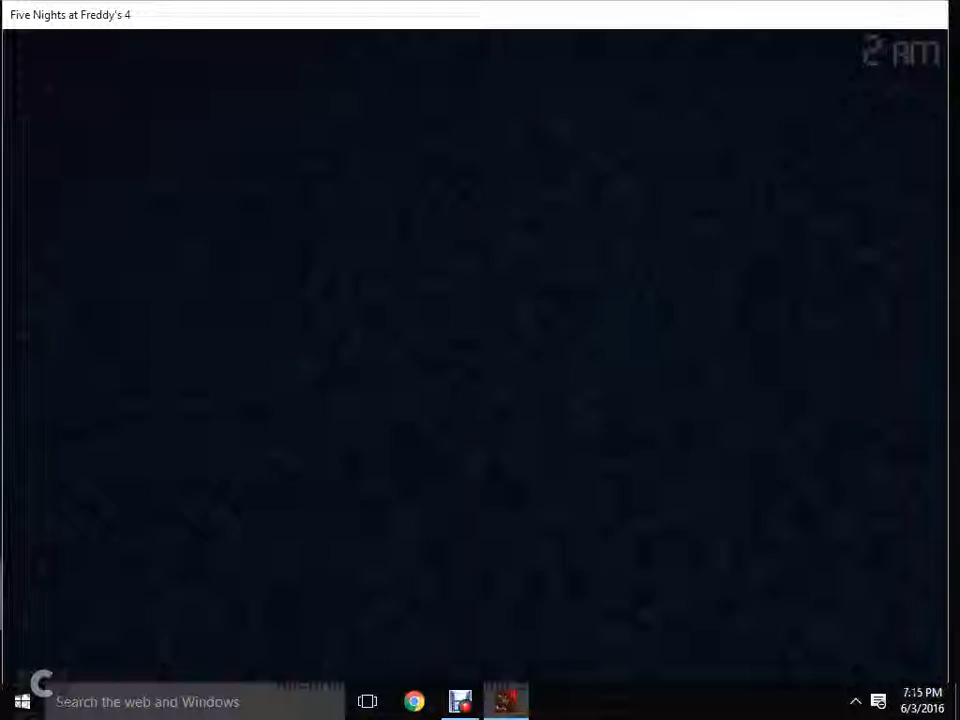 Five Nights at Freddy's 4
2 AM
C
Search the web and Windows
7:15 PM
6/3/2016